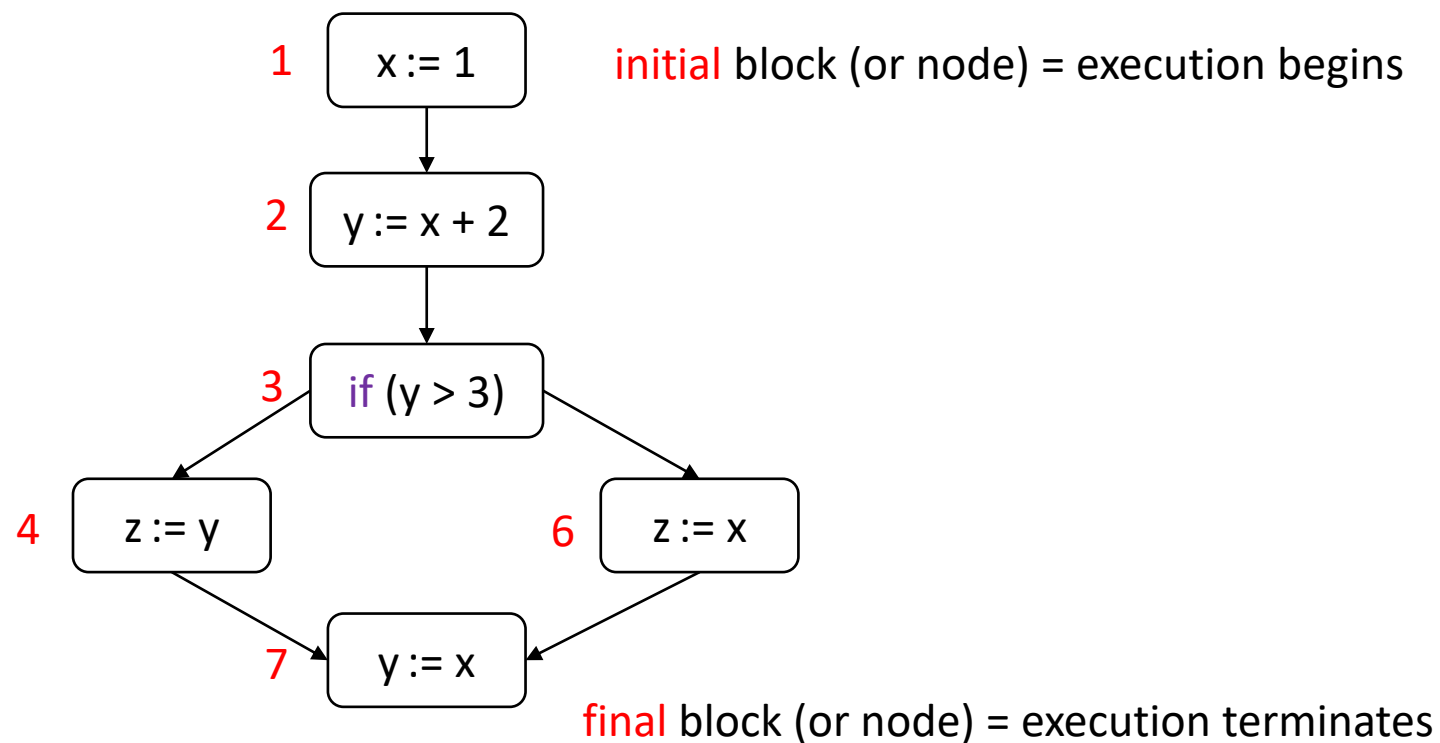 1
x := 1
initial block (or node) = execution begins
2
y := x + 2
3
if (y > 3)
4
z := y
6
z := x
7
y := x
final block (or node) = execution terminates